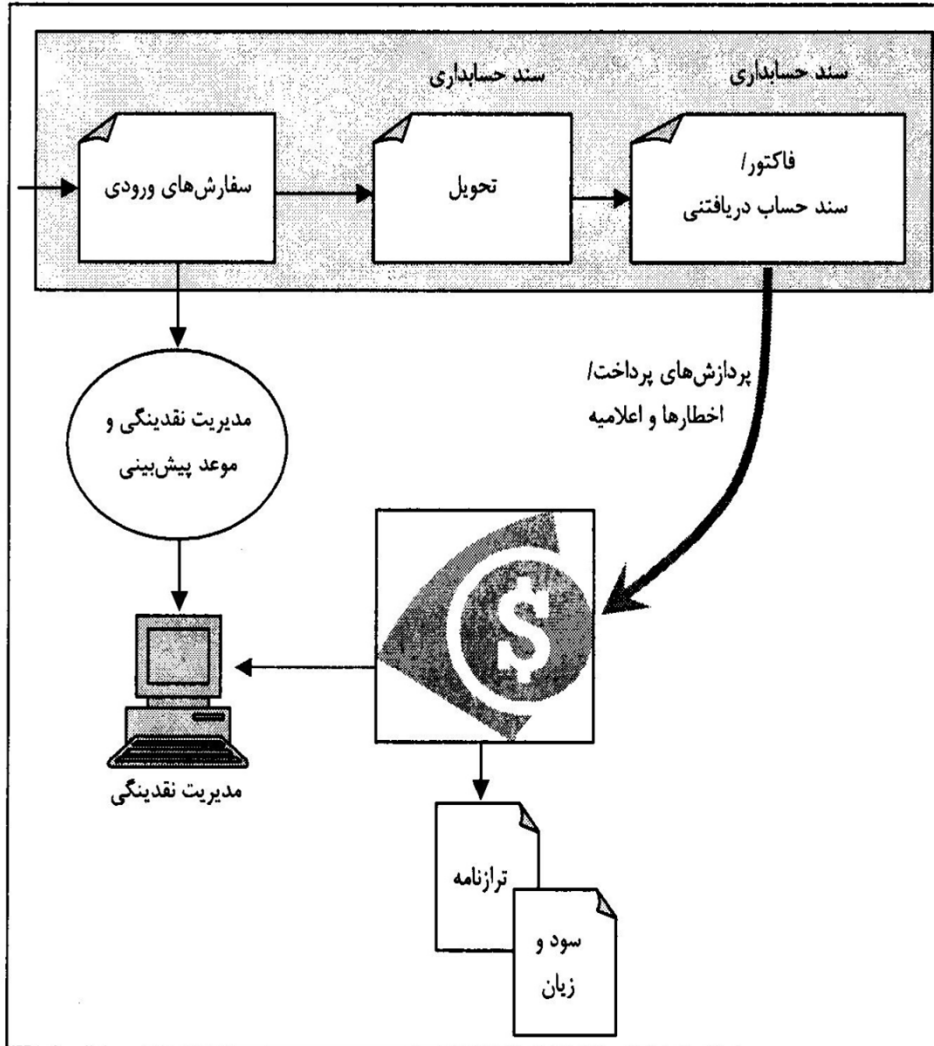 سند حسابداری
سند حسابداری
سفارش‌های ورودی
تحویل
فاکتور/
سند حساب دریافتنی
پردازش‌های پرداخت/
اخطارها و اعلامیه
مدیریت نقدینگی و
موعد پیش‌بینی
$
مدیریت نقدینگی
ترازنامه
سود و
زیان